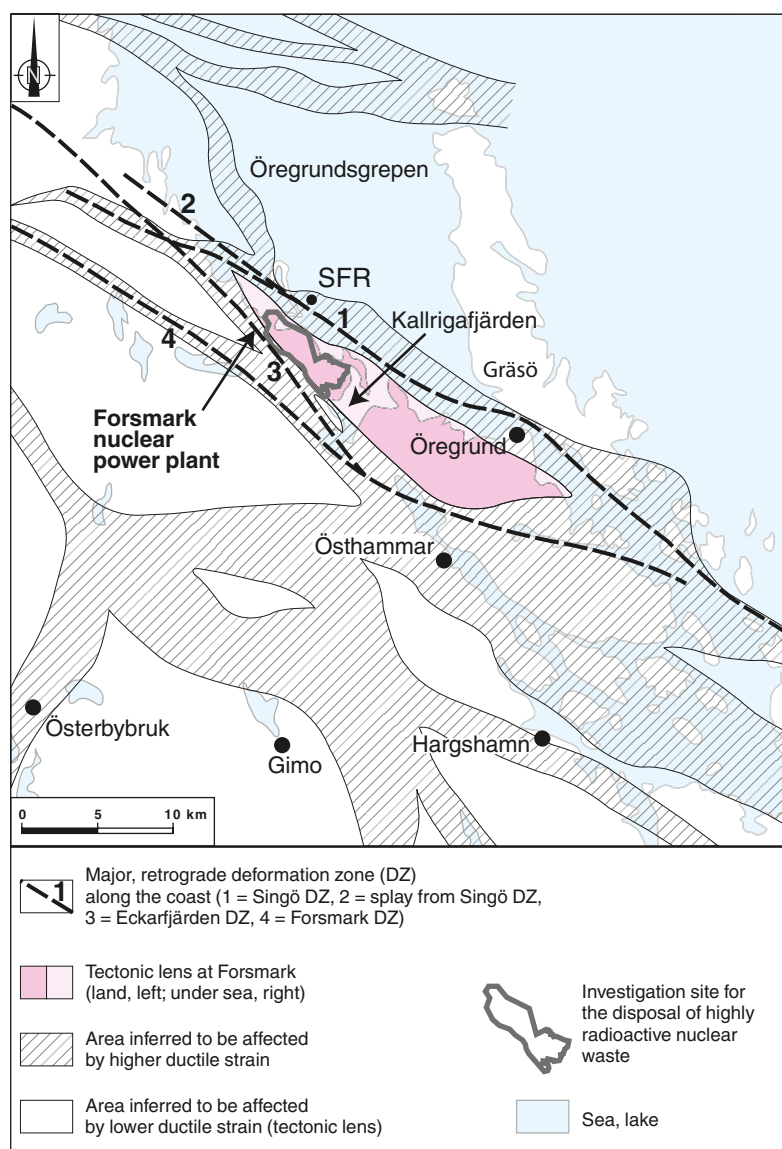 N
Öregrundsgrepen
2
SFR
1
Kallrigafjärden
4
3
Gräsö
Forsmark
nuclear
power plant
Öregrund
Östhammar
Österbybruk
Hargshamn
Gimo
0 5 10 km
1
Major, retrograde deformation zone (DZ)
along the coast (1 = Singö DZ, 2 = splay from Singö DZ,
3 = Eckarfjärden DZ, 4 = Forsmark DZ)
Tectonic lens at Forsmark
(land, left; under sea, right)
Area inferred to be affected
by higher ductile strain
Area inferred to be affected
by lower ductile strain (tectonic lens)
Investigation site for
the disposal of highly
radioactive nuclear
waste
Sea, lake